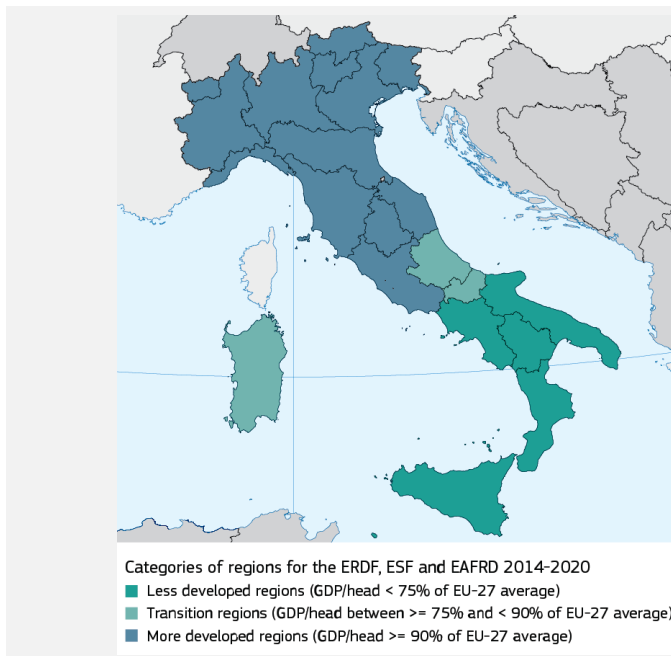 Categories of regions for the ERDF, ESF and EAFRD 2014-2020
Less developed regions (GDP/head < 75% of EU-27 average)
Transition regions (GDP/head between >= 75% and < 90% of EU-27 average)
More developed regions (GDP/head >= 90% of EU-27 average)